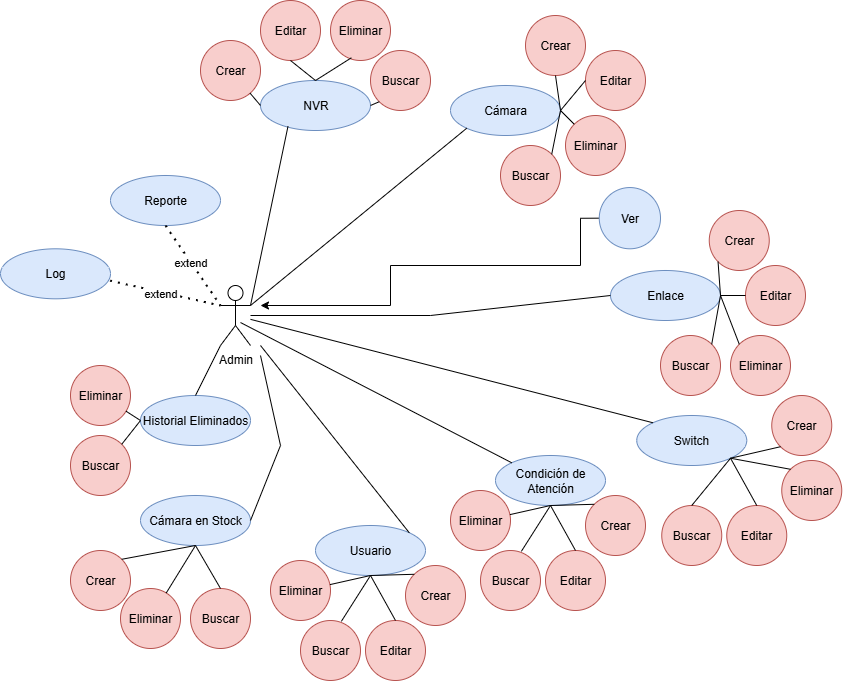 Editar
Eliminar
Crear
Buscar
NVR
Crear
Editar
Cámara
Eliminar
Buscar
Reporte
Ver
extend
Log
extend
Crear
Enlace
Editar
Admin
Buscar
Eliminar
Eliminar
Historial Eliminados
Buscar
Crear
Switch
Eliminar
Buscar
Editar
Condición de
Atención
Eliminar
Crear
Buscar
Editar
Cámara en Stock
Crear
Eliminar
Buscar
Usuario
Eliminar
Crear
Buscar
Editar